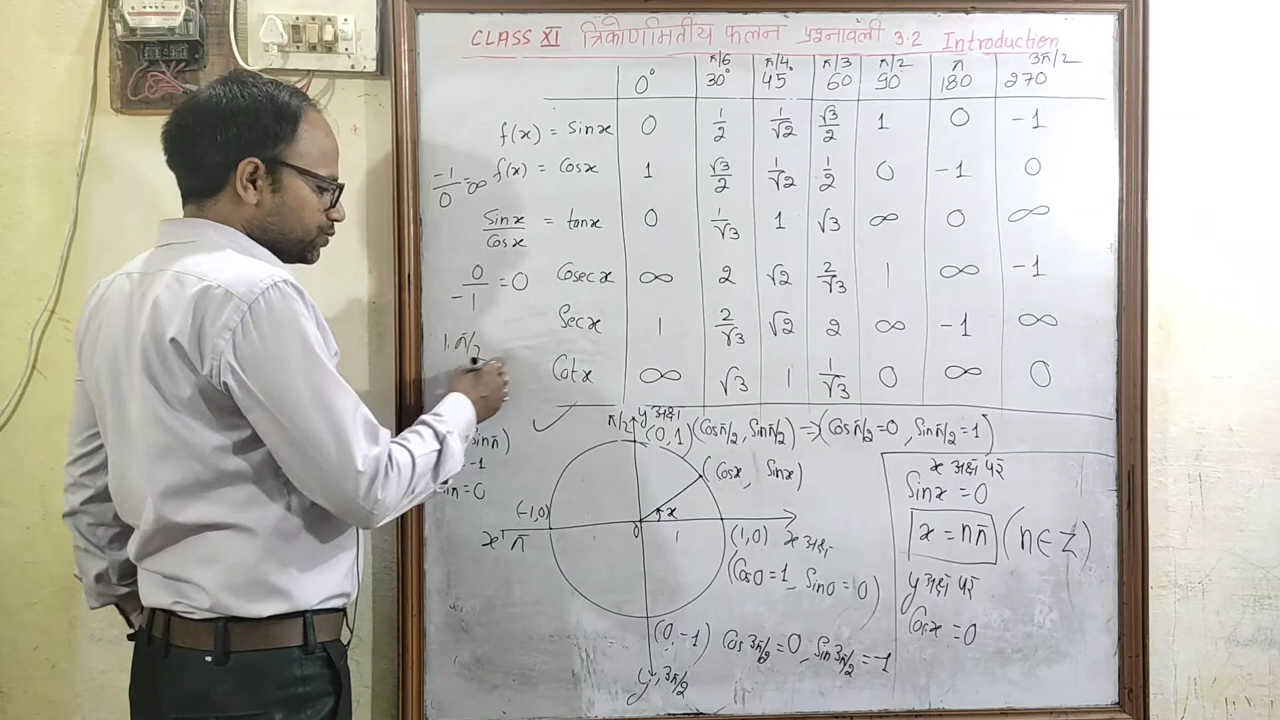 CLASS XI त्रिकोणमितीय फलन प्रश्नावली 3.2 Introduction
0° π/6 30° π/4 45° π/3 60 π/2 90° π 180 3π/2 270
f(x) = sinx 0 1/2 1/√2 √3/2 1 0 -1
f(x) = Cosx 1 √3/2 1/√2 1/2 0 -1 0
-1/0 = ∞
sinx/Cosx = tanx 0 1/√3 1 √3 ∞ 0 ∞
0/-1 = 0
Cosecx ∞ 2 √2 2/√3 1 ∞ -1
Secx 1 2/√3 √2 2 ∞ -1 ∞
1.π/2
Cotx ∞ √3 1 1/√3 0 ∞ 0
π/2 y अक्ष
(0,1) (Cosπ/2, Sinπ/2) => (Cosπ/2=0, Sinπ/2=1)
Sinπ)
-1
= 0
(Cosx, Sinx)
x
(-1,0)
x' π
0
1
(1,0) x अक्ष
(Cos0=1, Sin0=0)
(0,-1) Cos3π/2=0, Sin3π/2=-1
y' 3π/2
x अक्ष पर
Sinx = 0
x = nπ (n∈Z)
y अक्ष पर
Cosx = 0